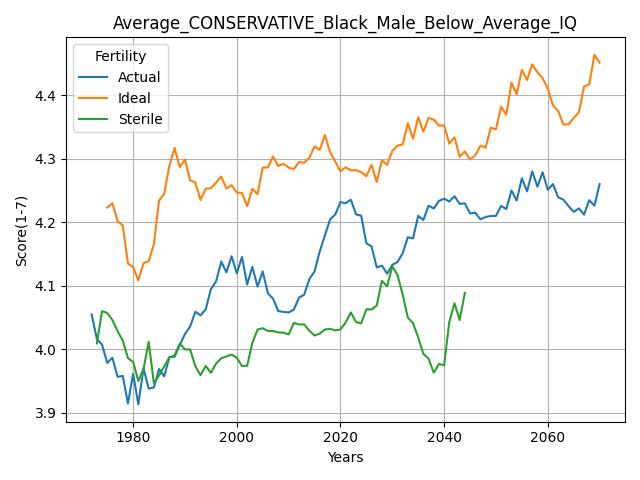 Average_CONSERVATIVE_Black_Male_Below_Average_IQ
Fertility
Actual
Ideal
Sterile
Score(1-7)
4.4
4.3
4.2
4.1
4.0
3.9
1980 2000 2020 2040 2060
Years